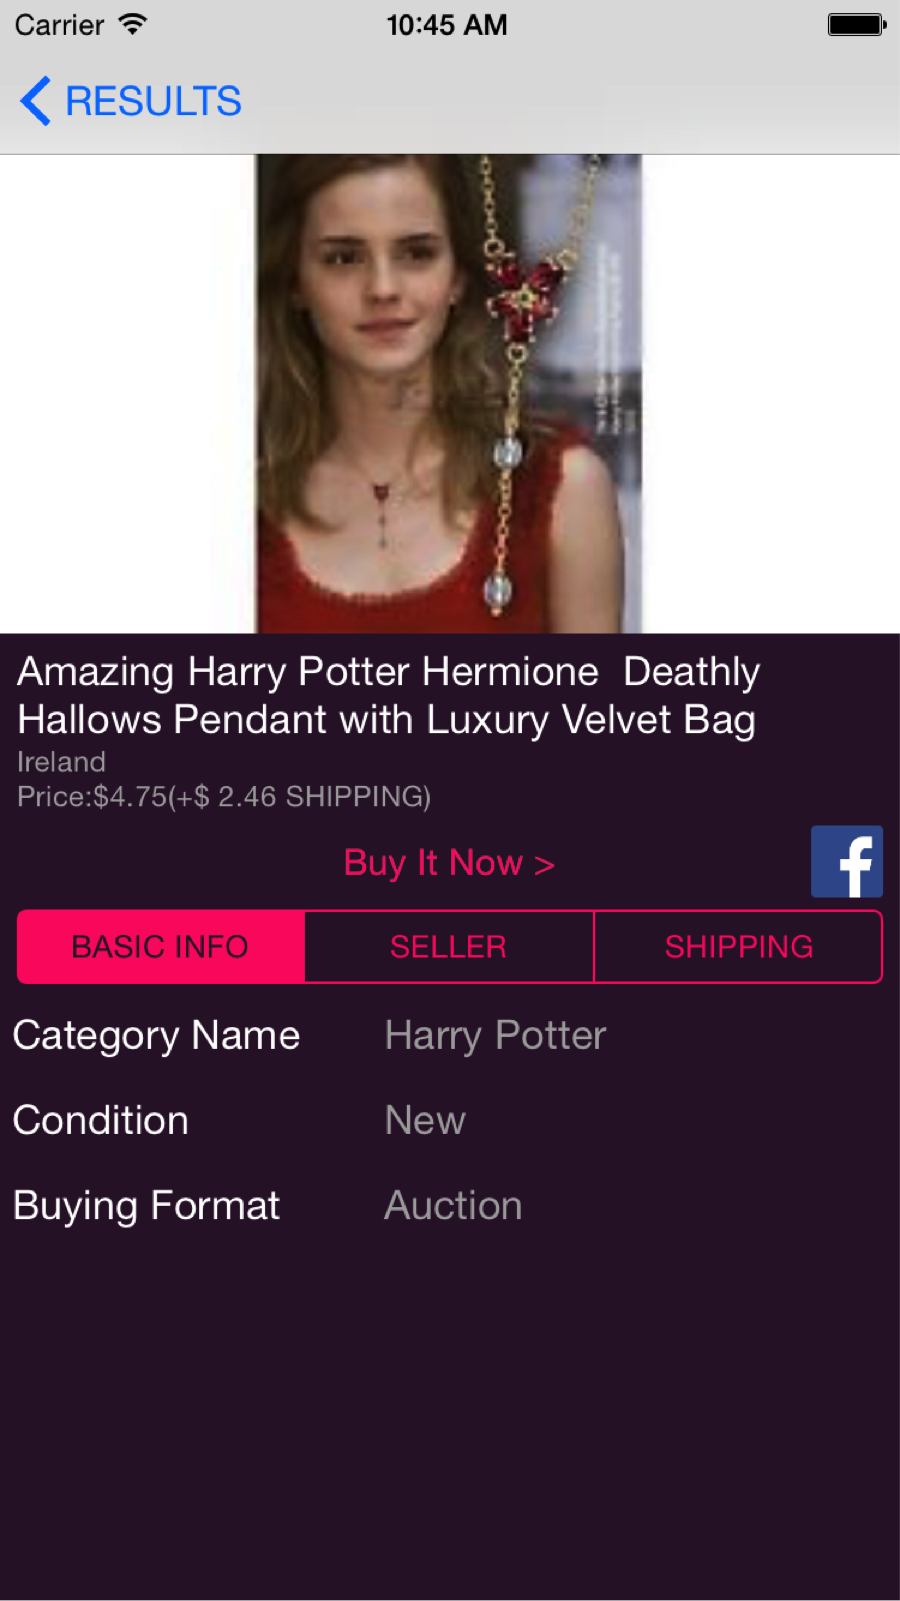 Carrier 10:45 AM
RESULTS
Amazing Harry Potter Hermione  Deathly
Hallows Pendant with Luxury Velvet Bag
Ireland
Price:$4.75(+$ 2.46 SHIPPING)
Buy It Now >
f
BASIC INFO SELLER SHIPPING
Category Name Harry Potter
Condition New
Buying Format Auction